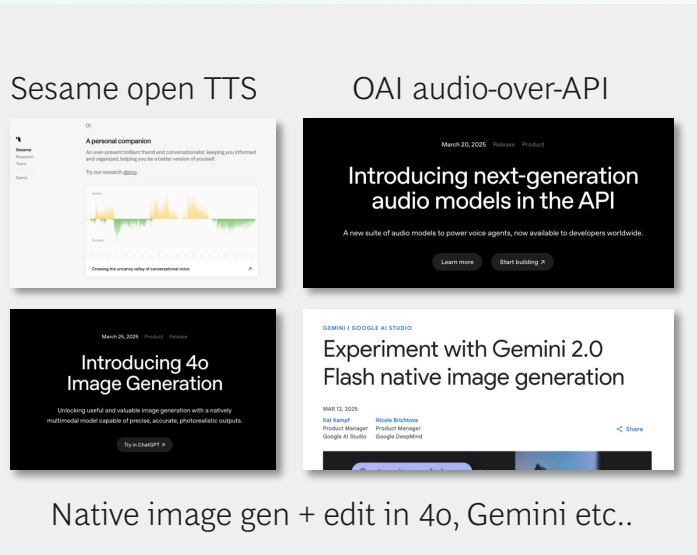 Sesame open TTS
OAI audio-over-API
01
Sesame
Research
Team
Demo
A personal companion
An ever-present brilliant friend and conversationalist, keeping you informed
and organized, helping you be a better version of yourself.
Try our research demo.
Crossing the uncanny valley of conversational voice
March 20, 2025 Release Product
Introducing next-generation
audio models in the API
A new suite of audio models to power voice agents, now available to developers worldwide.
Learn more
Start building ↗
March 25, 2025 Product Release
Introducing 4o
Image Generation
Unlocking useful and valuable image generation with a natively
multimodal model capable of precise, accurate, photorealistic outputs.
Try in ChatGPT ↗
GEMINI / GOOGLE AI STUDIO
Experiment with Gemini 2.0
Flash native image generation
MAR 12, 2025
Kat Kampf
Product Manager
Google AI Studio
Nicole Brichtova
Product Manager
Google DeepMind
Share
Native image gen + edit in 4o, Gemini etc..